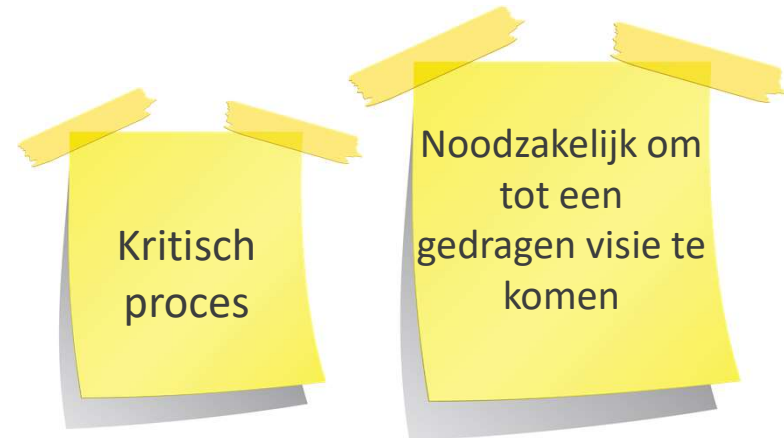 Kritisch
proces
Noodzakelijk om
tot een
gedragen visie te
komen